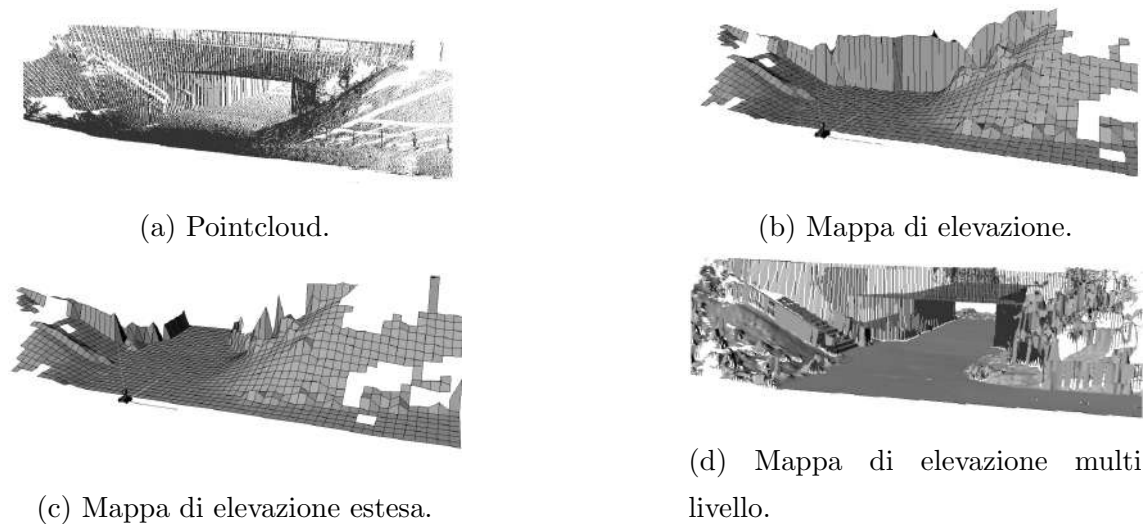 (a) Pointcloud.
(b) Mappa di elevazione.
(c) Mappa di elevazione estesa.
(d) Mappa di elevazione multi
livello.